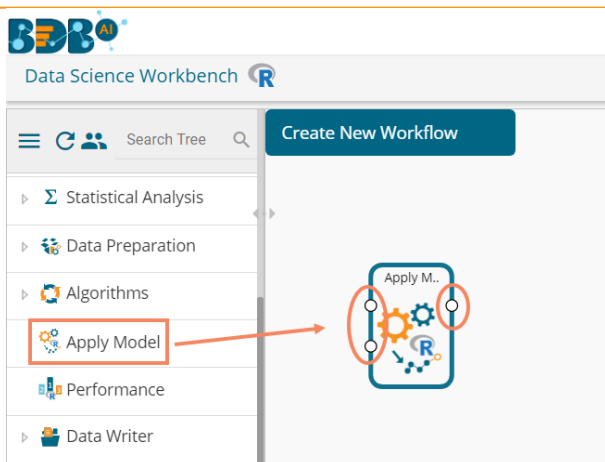 BDB AI
Data Science Workbench R
Search Tree
Create New Workflow
Σ Statistical Analysis
Data Preparation
Algorithms
Apply Model
Performance
Data Writer
Apply M..
R